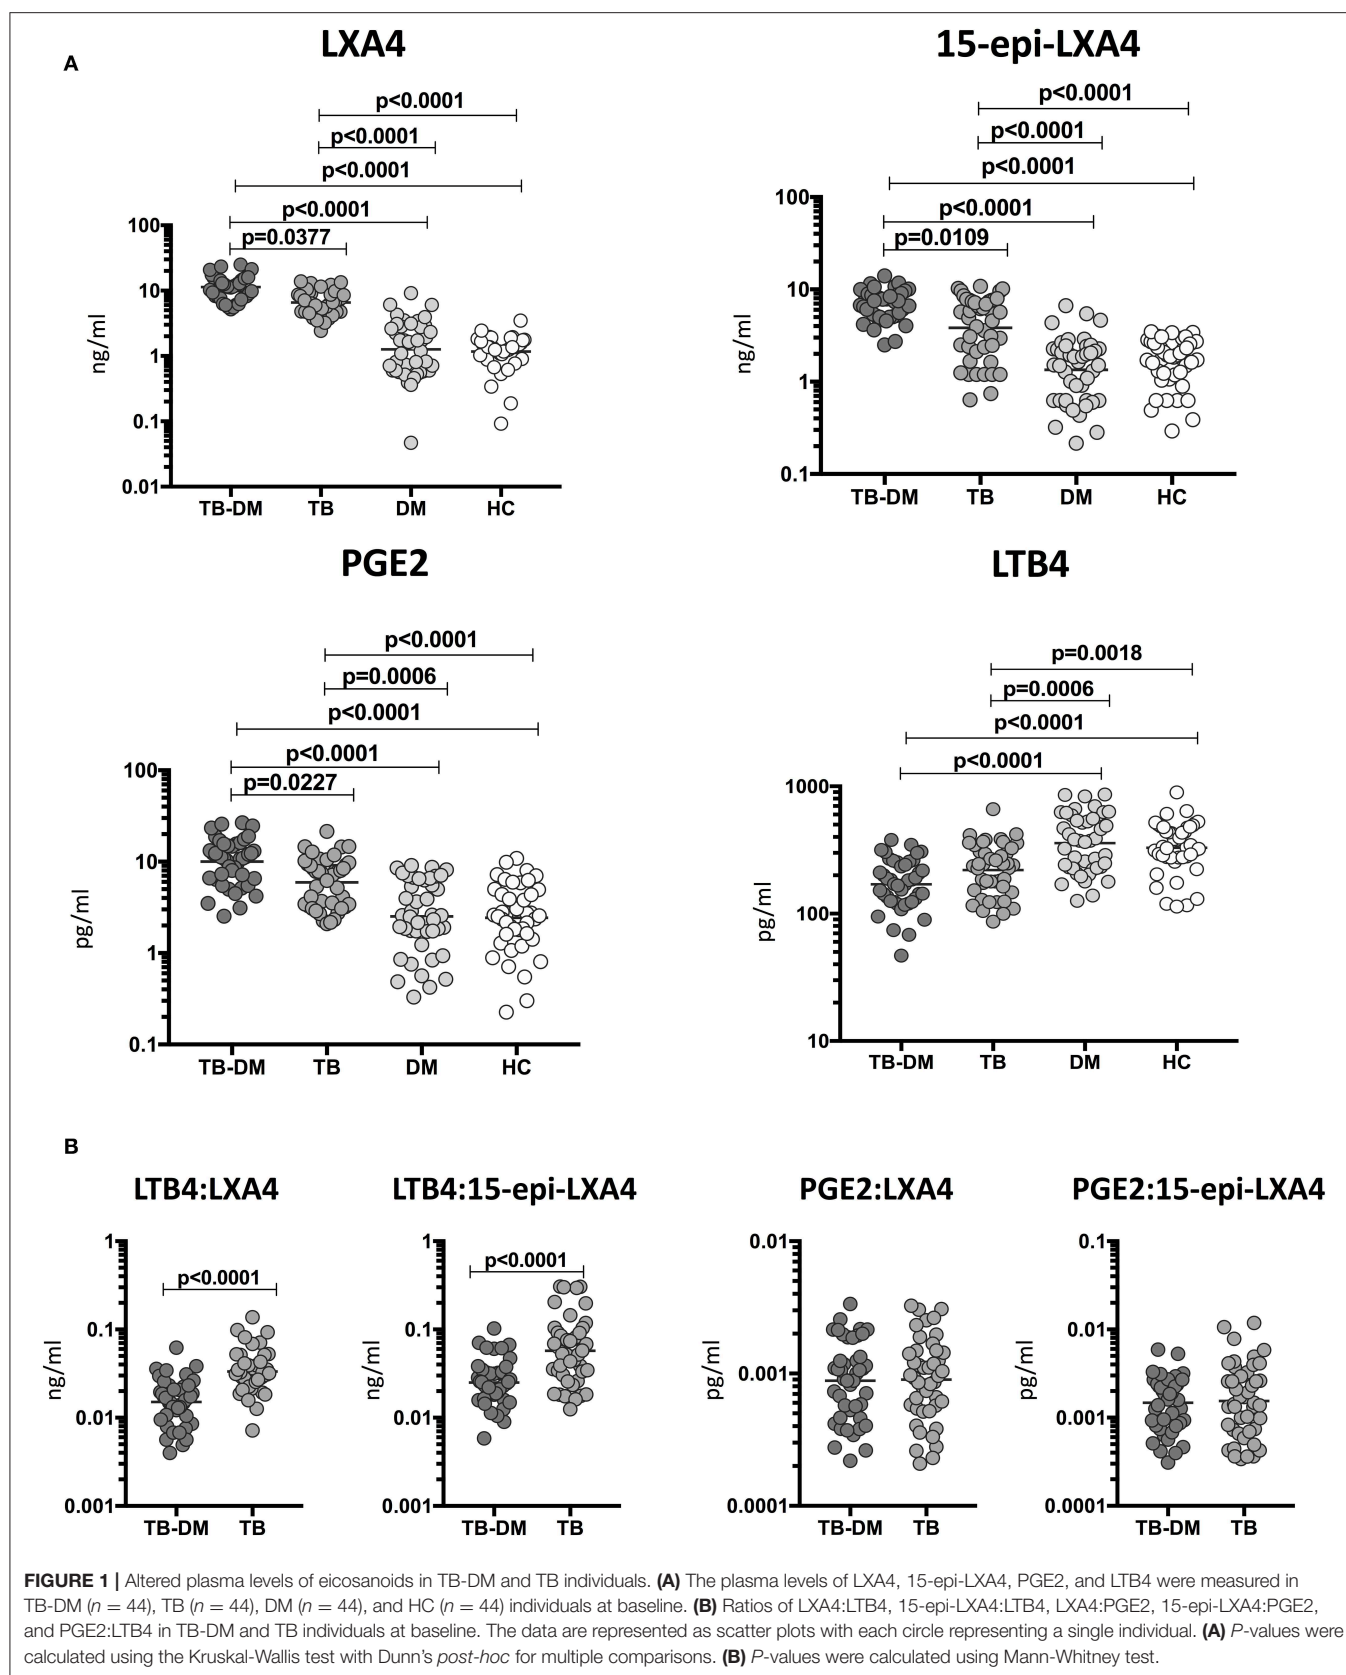 A
LXA4
p<0.0001
p<0.0001
p<0.0001
p<0.0001
p=0.0377
100
10
1
0.1
0.01
ng/ml
TB-DM TB DM HC
15-epi-LXA4
p<0.0001
p<0.0001
p<0.0001
p<0.0001
p=0.0109
100
10
1
0.1
ng/ml
TB-DM TB DM HC
PGE2
p<0.0001
p=0.0006
p<0.0001
p<0.0001
p=0.0227
100
10
1
0.1
pg/ml
TB-DM TB DM HC
LTB4
p=0.0018
p=0.0006
p<0.0001
p<0.0001
1000
100
10
pg/ml
TB-DM TB DM HC
B
LTB4:LXA4
p<0.0001
1
0.1
0.01
0.001
ng/ml
TB-DM TB
LTB4:15-epi-LXA4
p<0.0001
1
0.1
0.01
0.001
ng/ml
TB-DM TB
PGE2:LXA4
0.01
0.001
0.0001
pg/ml
TB-DM TB
PGE2:15-epi-LXA4
0.1
0.01
0.001
0.0001
pg/ml
TB-DM TB
FIGURE 1 | Altered plasma levels of eicosanoids in TB-DM and TB individuals. (A) The plasma levels of LXA4, 15-epi-LXA4, PGE2, and LTB4 were measured in
TB-DM (n = 44), TB (n = 44), DM (n = 44), and HC (n = 44) individuals at baseline. (B) Ratios of LXA4:LTB4, 15-epi-LXA4:LTB4, LXA4:PGE2, 15-epi-LXA4:PGE2,
and PGE2:LTB4 in TB-DM and TB individuals at baseline. The data are represented as scatter plots with each circle representing a single individual. (A) P-values were
calculated using the Kruskal-Wallis test with Dunn's post-hoc for multiple comparisons. (B) P-values were calculated using Mann-Whitney test.